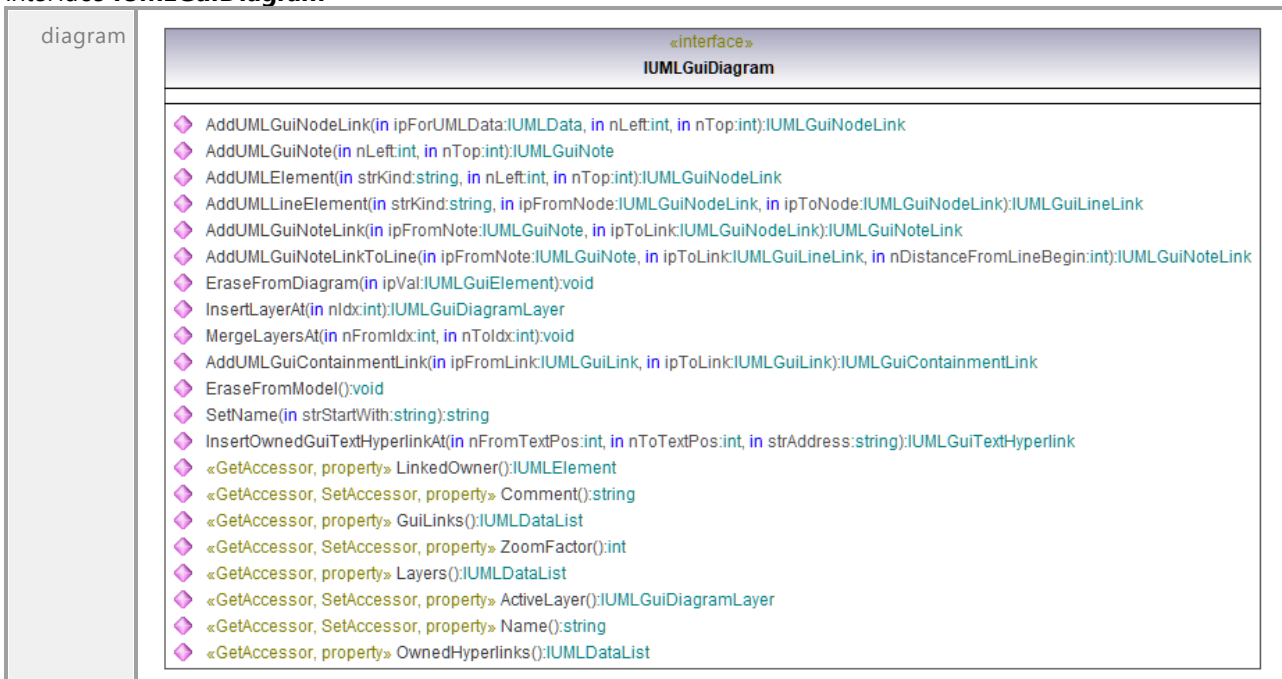 interface IUMLGuiDiagram
diagram
«interface»
IUMLGuiDiagram
AddUMLGuiNodeLink(in ipForUMLData:IUMLData, in nLeft:int, in nTop:int):IUMLGuiNodeLink
AddUMLGuiNote(in nLeft:int, in nTop:int):IUMLGuiNote
AddUMLElement(in strKind:string, in nLeft:int, in nTop:int):IUMLGuiNodeLink
AddUMLLineElement(in strKind:string, in ipFromNode:IUMLGuiNodeLink, in ipToNode:IUMLGuiNodeLink):IUMLGuiLineLink
AddUMLGuiNoteLink(in ipFromNote:IUMLGuiNote, in ipToLink:IUMLGuiNodeLink):IUMLGuiNoteLink
AddUMLGuiNoteLinkToLine(in ipFromNote:IUMLGuiNote, in ipToLink:IUMLGuiLineLink, in nDistanceFromLineBegin:int):IUMLGuiNoteLink
EraseFromDiagram(in ipVal:IUMLGuiElement):void
InsertLayerAt(in nIdx:int):IUMLGuiDiagramLayer
MergeLayersAt(in nFromIdx:int, in nToIdx:int):void
AddUMLGuiContainmentLink(in ipFromLink:IUMLGuiLink, in ipToLink:IUMLGuiLink):IUMLGuiContainmentLink
EraseFromModel():void
SetName(in strStartWith:string):string
InsertOwnedGuiTextHyperlinkAt(in nFromTextPos:int, in nToTextPos:int, in strAddress:string):IUMLGuiTextHyperlink
«GetAccessor, property» LinkedOwner():IUMLElement
«GetAccessor, SetAccessor, property» Comment():string
«GetAccessor, property» GuiLinks():IUMLDataList
«GetAccessor, SetAccessor, property» ZoomFactor():int
«GetAccessor, property» Layers():IUMLDataList
«GetAccessor, SetAccessor, property» ActiveLayer():IUMLGuiDiagramLayer
«GetAccessor, SetAccessor, property» Name():string
«GetAccessor, property» OwnedHyperlinks():IUMLDataList